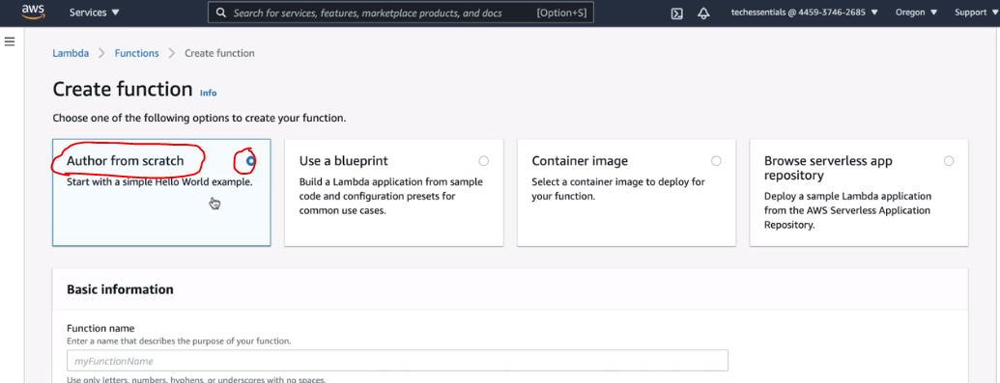 aws Services ▼ Search for services, features, marketplace products, and docs [Option+S] techessentials @ 4459-3746-2685 ▼ Oregon ▼ Support ▼
Lambda > Functions > Create function
Create function Info
Choose one of the following options to create your function.
Author from scratch
Start with a simple Hello World example.
Use a blueprint
Build a Lambda application from sample
code and configuration presets for
common use cases.
Container image
Select a container image to deploy for
your function.
Browse serverless app
repository
Deploy a sample Lambda application
from the AWS Serverless Application
Repository.
Basic information
Function name
Enter a name that describes the purpose of your function.
myFunctionName
Use only letters, numbers, hyphens, or underscores with no spaces.